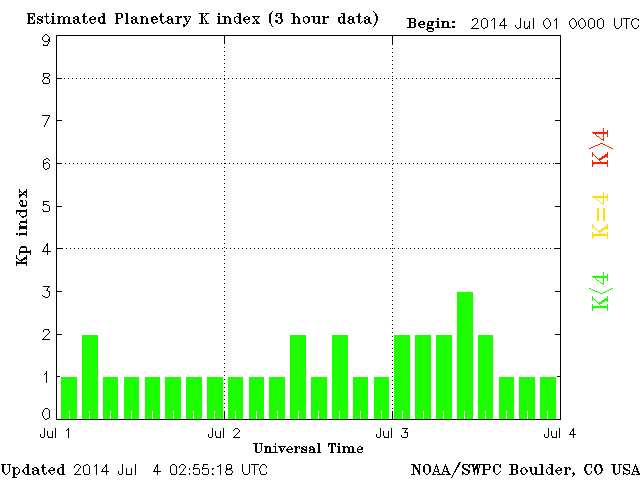 Estimated Planetary K index (3 hour data)
Begin: 2014 Jul 01 0000 UTC
9
8
7
6
5
4
3
2
1
0
Kp index
Jul 1
Jul 2
Jul 3
Jul 4
Universal Time
K<4 K=4 K>4
Updated 2014 Jul 4 02:55:18 UTC
NOAA/SWPC Boulder, CO USA